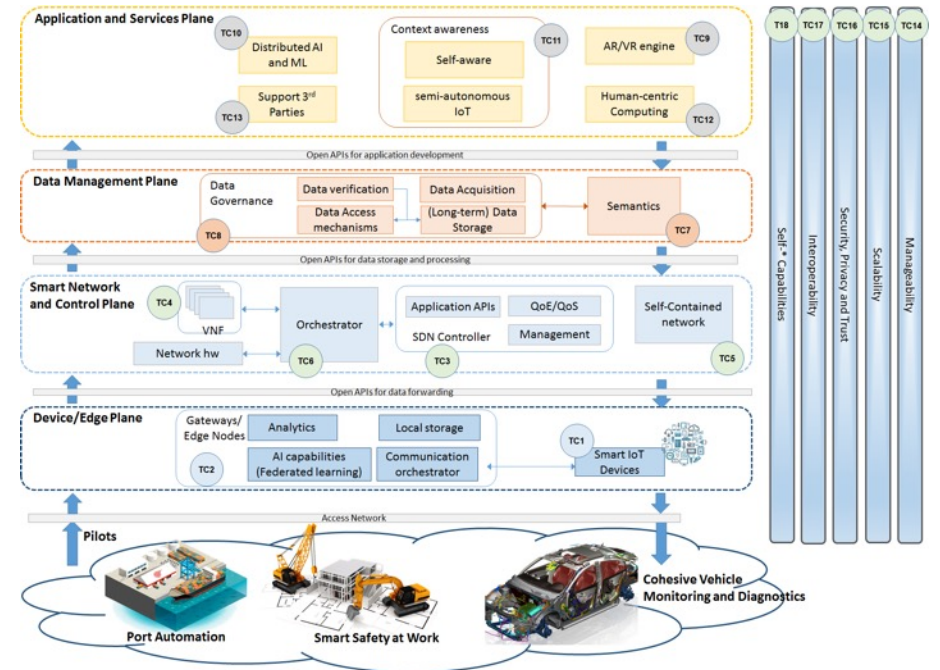 Application and Services Plane
TC10
Distributed AI
and ML
Context awareness
TC11
Self-aware
semi-autonomous
IoT
AR/VR engine
TC9
TC13
Support 3rd
Parties
Human-centric
Computing
TC12
Open APIs for application development
Data Management Plane
Data
Governance
Data verification
Data Acquisition
Data Access
mechanisms
(Long-term) Data
Storage
TC8
Semantics
TC7
Open APIs for data storage and processing
Smart Network
and Control Plane
TC4
VNF
Network hw
Orchestrator
TC6
Application APIs
QoE/QoS
SDN Controller
Management
TC3
Self-Contained
network
TC5
Open APIs for data forwarding
Device/Edge Plane
Gateways/
Edge Nodes
TC2
Analytics
Local storage
AI capabilities
(Federated learning)
Communication
orchestrator
TC1
Smart IoT
Devices
Access Network
Pilots
Port Automation
Smart Safety at Work
Cohesive Vehicle
Monitoring and Diagnostics
T18
TC17
TC16
TC15
TC14
Self-* Capabilities
Interoperability
Security, Privacy and Trust
Scalability
Manageability